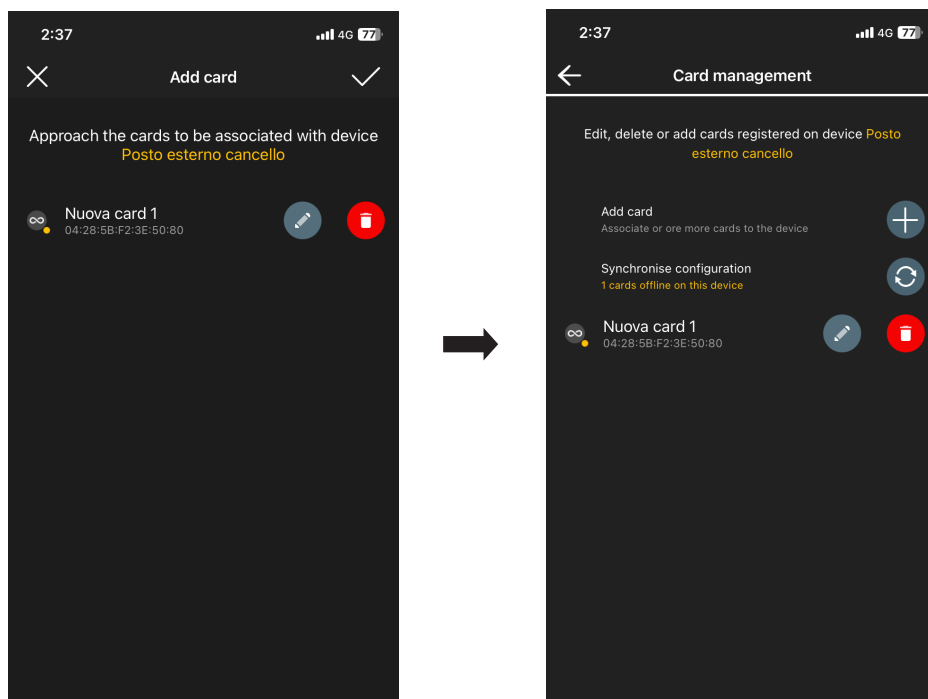 2:37
4G 77
Add card
Approach the cards to be associated with device
Posto esterno cancello
Nuova card 1
04:28:5B:F2:3E:50:80
2:37
4G 77
Card management
Edit, delete or add cards registered on device Posto
esterno cancello
Add card
Associate or ore more cards to the device
Synchronise configuration
1 cards offline on this device
Nuova card 1
04:28:5B:F2:3E:50:80